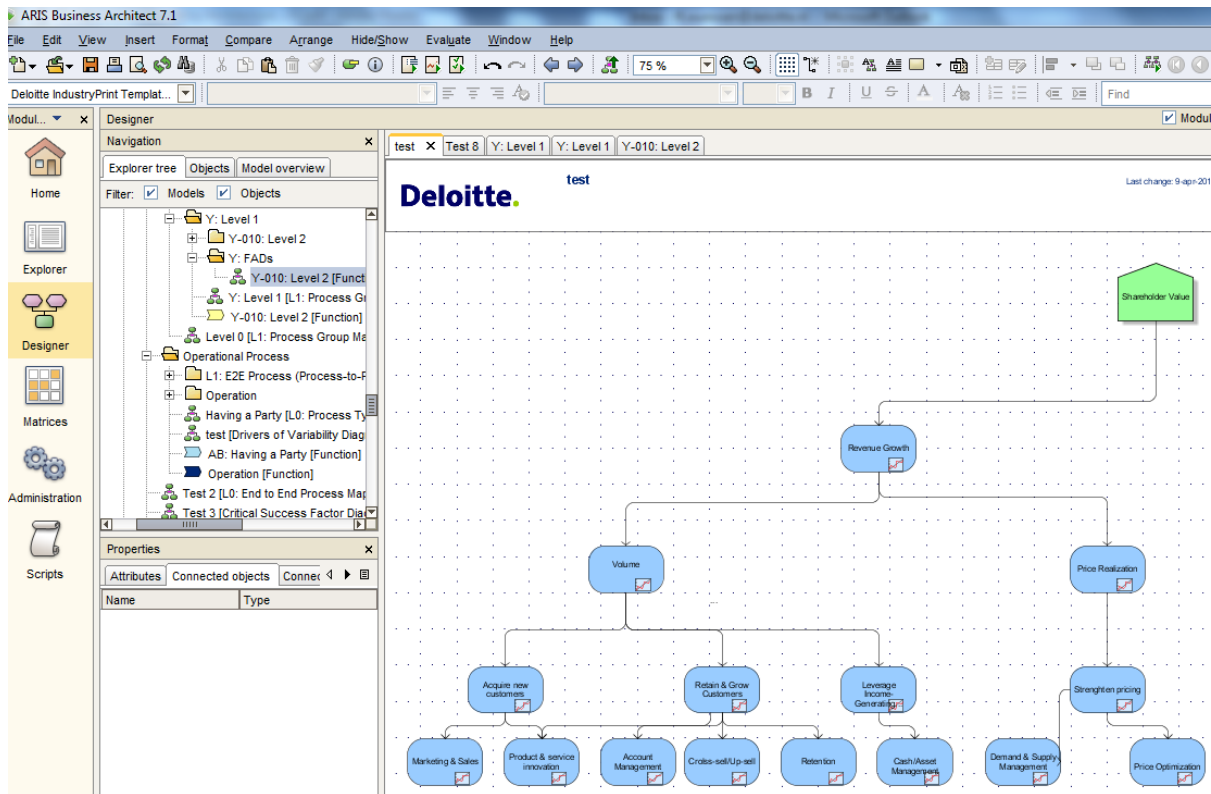 ARIS Business Architect 7.1
File Edit View Insert Format Compare Arrange Hide/Show Evaluate Window Help
75 %
Deloitte IndustryPrint Templat...
B I U S A
Find
Modul...
Designer
Modul
Navigation
test Test 8 Y: Level 1 Y: Level 1 Y-010: Level 2
Explorer tree Objects Model overview
Filter: Models Objects
Home
Explorer
Designer
Matrices
Administration
Scripts
Y: Level 1
Y-010: Level 2
Y: FADs
Y-010: Level 2 [Funct
Y: Level 1 [L1: Process Gr
Y-010: Level 2 [Function]
Level 0 [L1: Process Group Ma
Operational Process
L1: E2E Process (Process-to-P
Operation
Having a Party [L0: Process Ty
test [Drivers of Variability Diag
AB: Having a Party [Function]
Operation [Function]
Test 2 [L0: End to End Process Map
Test 3 [Critical Success Factor Dia
Properties
Attributes Connected objects Connec
Name Type
Deloitte.
test
Last change: 9-apr-201
Shareholder Value
Revenue Growth
Volume
Price Realization
Acquire new
customers
Retain & Grow
Customers
Leverage
Income-
Generating
Strenghten pricing
Marketing & Sales
Product & service
innovation
Account
Management
Crolss-sell/Up-sell
Retention
Cash/Asset
Management
Demand & Supply
Management
Price Optimization